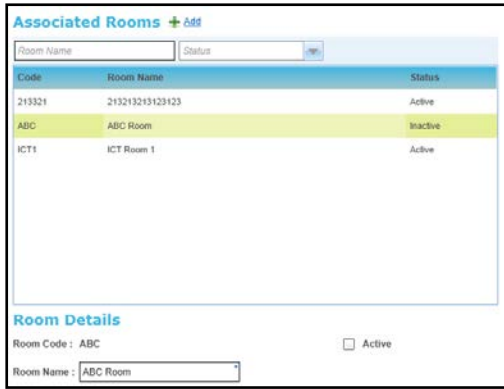 Associated Rooms Add
Room Name Status
Code Room Name Status
213321 213213213123123 Active
ABC ABC Room Inactive
ICT1 ICT Room 1 Active
Room Details
Room Code : ABC Active
Room Name : ABC Room